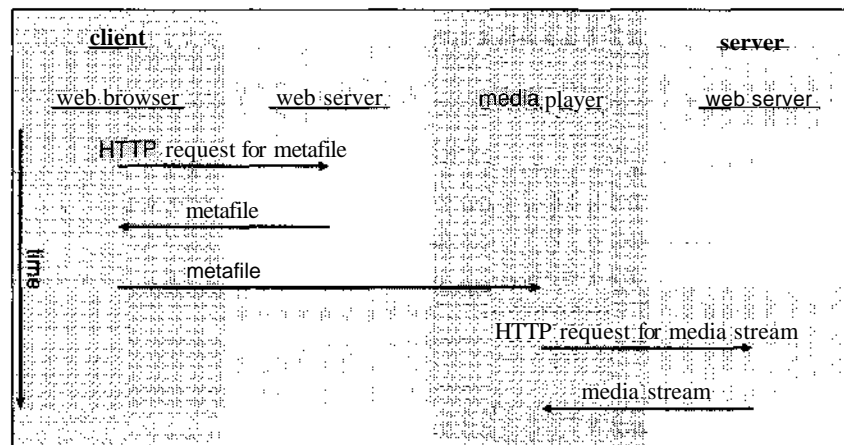 client server
web browser web server media player web server
HTTP request for metafile
metafile
time
metafile
HTTP request for media stream
media stream